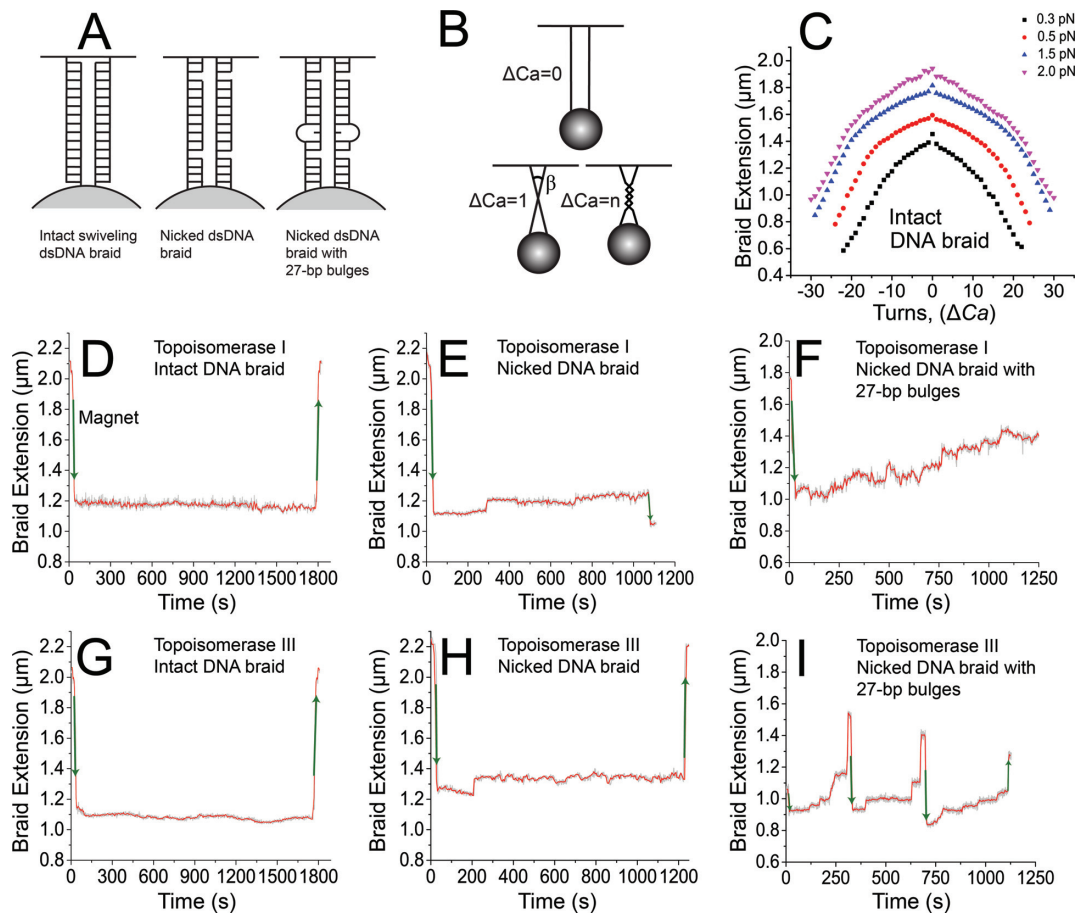 A
Intact swiveling
dsDNA braid
Nicked dsDNA
braid
Nicked dsDNA
braid with
27-bp bulges
B
ΔCa=0
ΔCa=1
β
ΔCa=n
C
0.3 pN
0.5 pN
1.5 pN
2.0 pN
Braid Extension (µm)
2.0
1.8
1.6
1.4
1.2
1.0
0.8
0.6
0.4
Intact
DNA braid
-30 -20 -10 0 10 20 30
Turns, (ΔCa)
D
Topoisomerase I
Intact DNA braid
Magnet
Braid Extension (µm)
2.2
2.0
1.8
1.6
1.4
1.2
1.0
0.8
0 300 600 900 1200 1500 1800
Time (s)
E
Topoisomerase I
Nicked DNA braid
Braid Extension (µm)
2.2
2.0
1.8
1.6
1.4
1.2
1.0
0.8
0 200 400 600 800 1000 1200
Time (s)
F
Topoisomerase I
Nicked DNA braid with
27-bp bulges
Braid Extension (µm)
2.0
1.8
1.6
1.4
1.2
1.0
0.8
0.6
0 250 500 750 1000 1250
Time (s)
G
Topoisomerase III
Intact DNA braid
Braid Extension (µm)
2.2
2.0
1.8
1.6
1.4
1.2
1.0
0.8
0 300 600 900 1200 1500 1800
Time (s)
H
Topoisomerase III
Nicked DNA braid
Braid Extension (µm)
2.2
2.0
1.8
1.6
1.4
1.2
1.0
0.8
0 200 400 600 800 1000 1200
Time (s)
I
Topoisomerase III
Nicked DNA braid with
27-bp bulges
Braid Extension (µm)
2.0
1.8
1.6
1.4
1.2
1.0
0.8
0.6
0 250 500 750 1000 1250
Time (s)